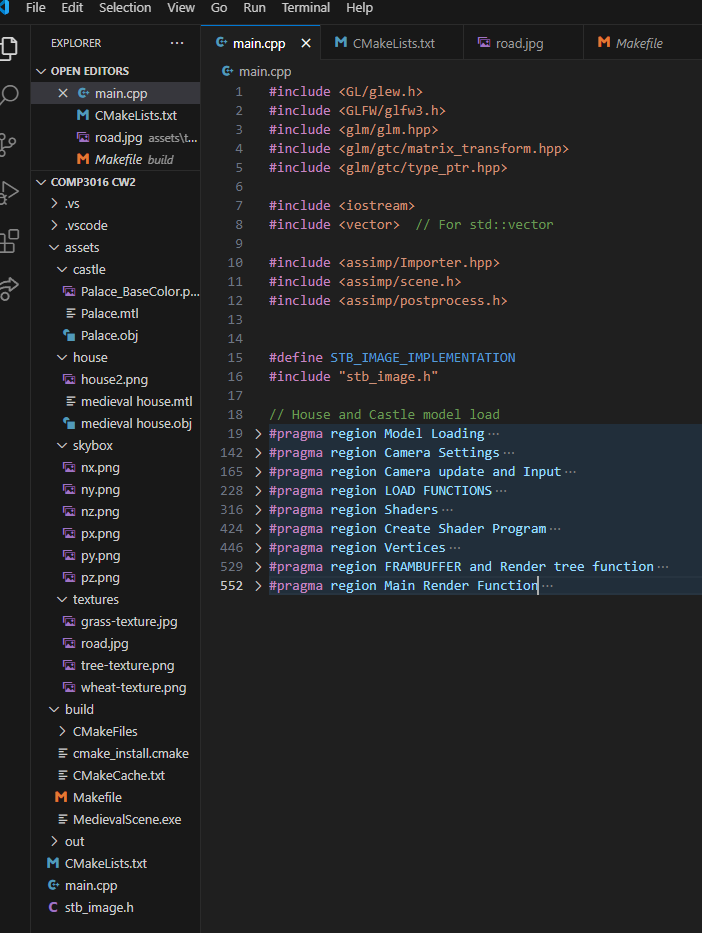 File Edit Selection View Go Run Terminal Help
EXPLORER ···
OPEN EDITORS
main.cpp
CMakeLists.txt
road.jpg assets\t...
Makefile build
COMP3016 CW2
.vs
.vscode
assets
castle
Palace_BaseColor.p...
Palace.mtl
Palace.obj
house
house2.png
medieval house.mtl
medieval house.obj
skybox
nx.png
ny.png
nz.png
px.png
py.png
pz.png
textures
grass-texture.jpg
road.jpg
tree-texture.png
wheat-texture.png
build
CMakeFiles
cmake_install.cmake
CMakeCache.txt
Makefile
MedievalScene.exe
out
CMakeLists.txt
main.cpp
stb_image.h
main.cpp CMakeLists.txt road.jpg Makefile
main.cpp
1 #include <GL/glew.h>
2 #include <GLFW/glfw3.h>
3 #include <glm/glm.hpp>
4 #include <glm/gtc/matrix_transform.hpp>
5 #include <glm/gtc/type_ptr.hpp>
6
7 #include <iostream>
8 #include <vector>  // For std::vector
9
10 #include <assimp/Importer.hpp>
11 #include <assimp/scene.h>
12 #include <assimp/postprocess.h>
13
14
15 #define STB_IMAGE_IMPLEMENTATION
16 #include "stb_image.h"
17
18 // House and Castle model load
19 #pragma region Model Loading ···
142 #pragma region Camera Settings ···
165 #pragma region Camera update and Input ···
228 #pragma region LOAD FUNCTIONS ···
316 #pragma region Shaders ···
424 #pragma region Create Shader Program ···
446 #pragma region Vertices ···
529 #pragma region FRAMBUFFER and Render tree function ···
552 #pragma region Main Render Function ···